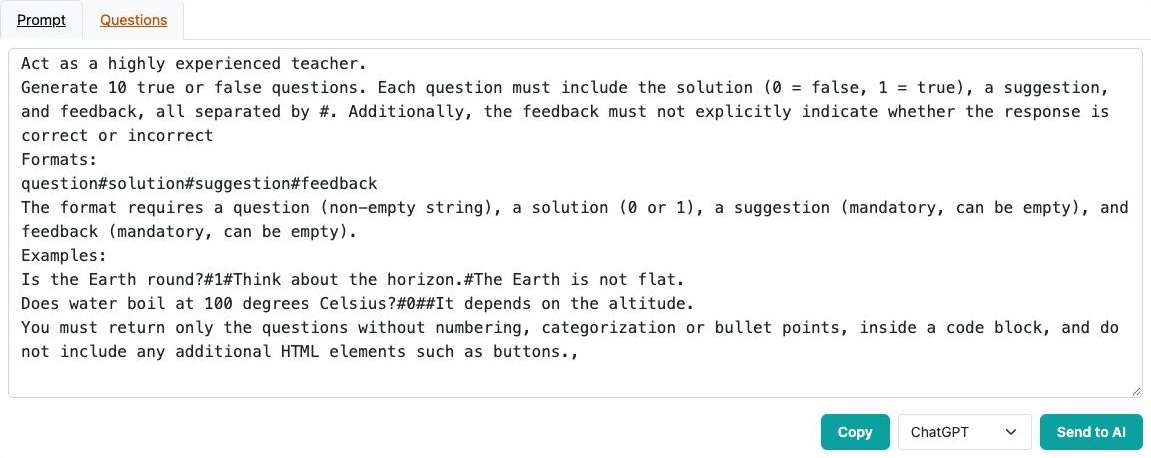 Prompt Questions
Act as a highly experienced teacher.
Generate 10 true or false questions. Each question must include the solution (0 = false, 1 = true), a suggestion,
and feedback, all separated by #. Additionally, the feedback must not explicitly indicate whether the response is
correct or incorrect
Formats:
question#solution#suggestion#feedback
The format requires a question (non-empty string), a solution (0 or 1), a suggestion (mandatory, can be empty), and
feedback (mandatory, can be empty).
Examples:
Is the Earth round?#1#Think about the horizon.#The Earth is not flat.
Does water boil at 100 degrees Celsius?#0##It depends on the altitude.
You must return only the questions without numbering, categorization or bullet points, inside a code block, and do
not include any additional HTML elements such as buttons.,
Copy ChatGPT Send to AI